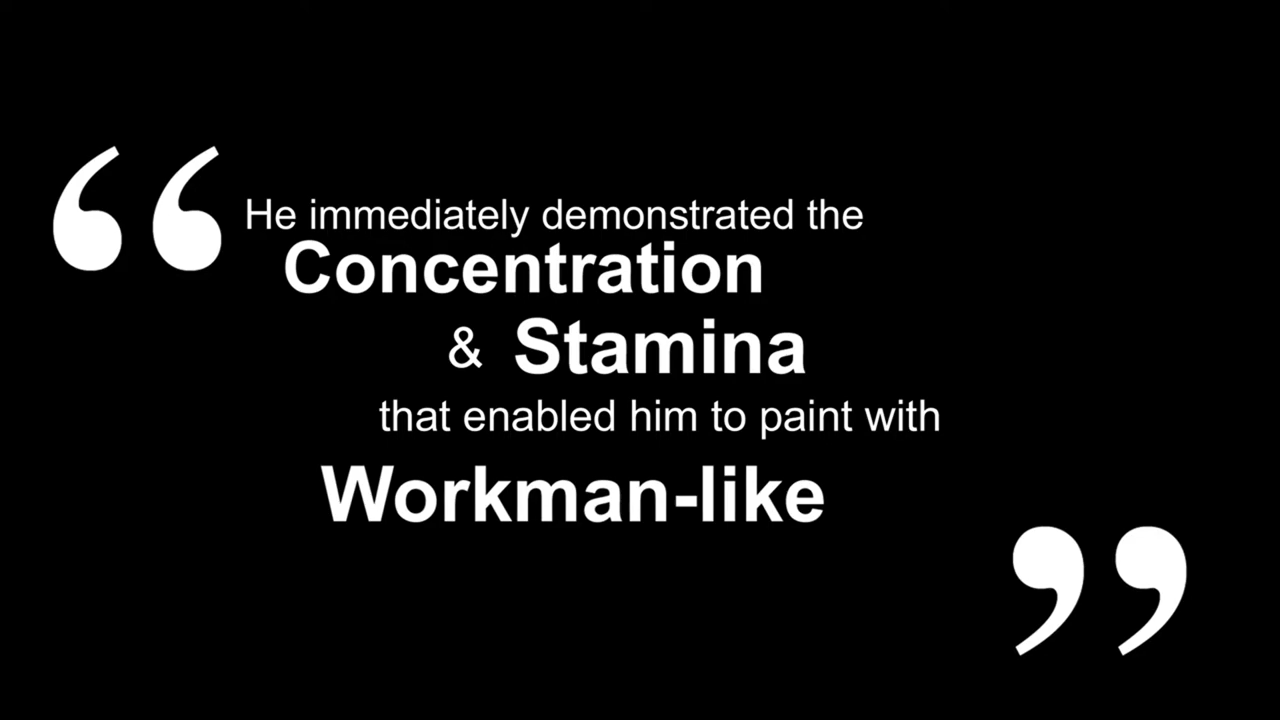 “ He immediately demonstrated the
Concentration
& Stamina
that enabled him to paint with
Workman-like ”